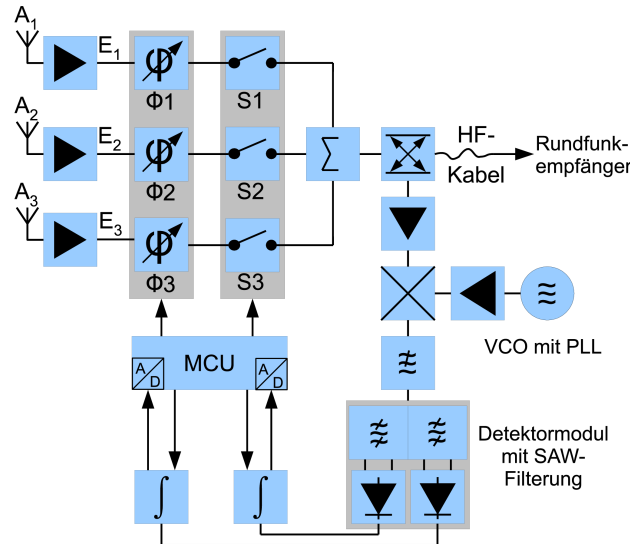 A1
E1
φ
Φ1
S1
A2
E2
φ
Φ2
S2
Σ
HF-
Kabel
Rundfunk-
empfänger
A3
E3
φ
Φ3
S3
VCO mit PLL
MCU
A/D
A/D
Detektormodul
mit SAW-
Filterung
∫
∫